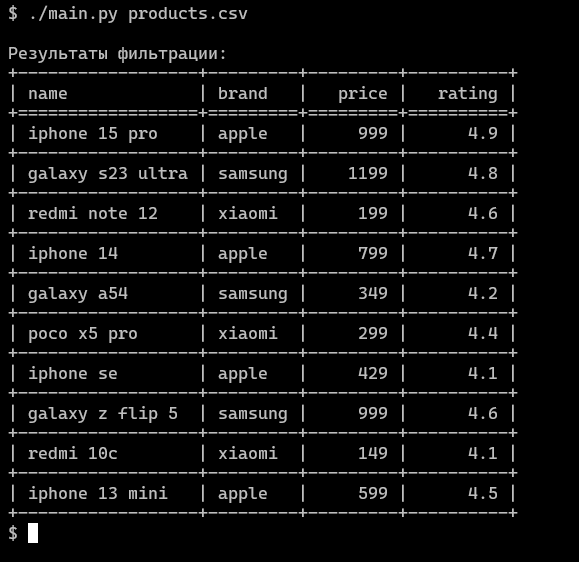 $ ./main.py products.csv
Результаты фильтрации:
+------------------+---------+---------+----------+
| name             | brand   |   price |   rating |
+==================+=========+=========+==========+
| iphone 15 pro    | apple   |     999 |      4.9 |
+------------------+---------+---------+----------+
| galaxy s23 ultra | samsung |    1199 |      4.8 |
+------------------+---------+---------+----------+
| redmi note 12    | xiaomi  |     199 |      4.6 |
+------------------+---------+---------+----------+
| iphone 14        | apple   |     799 |      4.7 |
+------------------+---------+---------+----------+
| galaxy a54       | samsung |     349 |      4.2 |
+------------------+---------+---------+----------+
| poco x5 pro      | xiaomi  |     299 |      4.4 |
+------------------+---------+---------+----------+
| iphone se        | apple   |     429 |      4.1 |
+------------------+---------+---------+----------+
| galaxy z flip 5  | samsung |     999 |      4.6 |
+------------------+---------+---------+----------+
| redmi 10c        | xiaomi  |     149 |      4.1 |
+------------------+---------+---------+----------+
| iphone 13 mini   | apple   |     599 |      4.5 |
+------------------+---------+---------+----------+
$